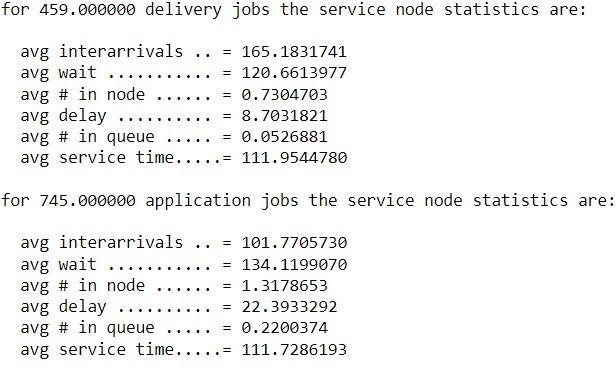 for 459.000000 delivery jobs the service node statistics are:
avg interarrivals .. = 165.1831741
avg wait ........... = 120.6613977
avg # in node ...... = 0.7304703
avg delay .......... = 8.7031821
avg # in queue ..... = 0.0526881
avg service time.....= 111.9544780
for 745.000000 application jobs the service node statistics are:
avg interarrivals .. = 101.7705730
avg wait ........... = 134.1199070
avg # in node ...... = 1.3178653
avg delay .......... = 22.3933292
avg # in queue ..... = 0.2200374
avg service time.....= 111.7286193